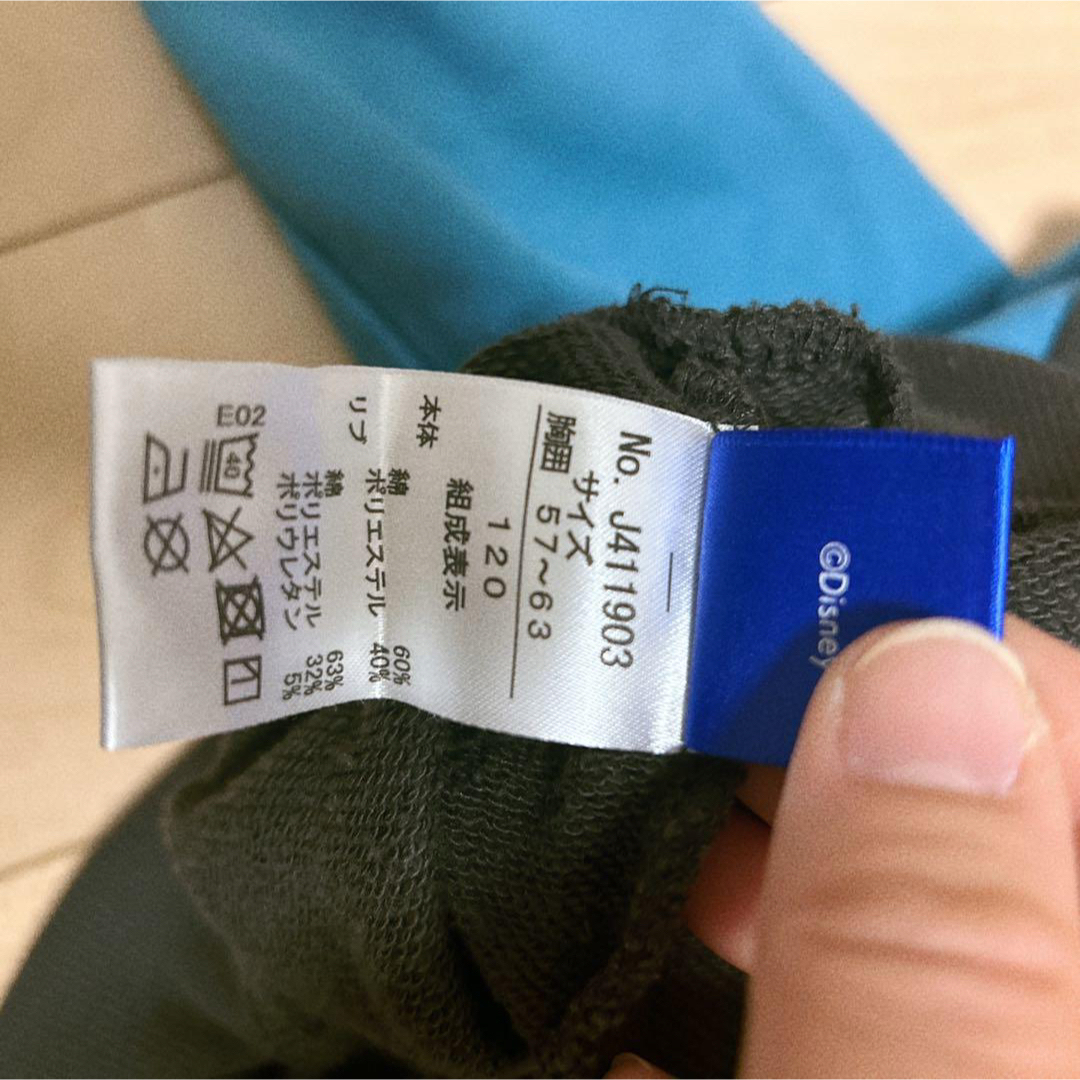 ©Disney
No. J411903
サイズ
胸囲 57~63
120
組成表示
本体
綿 60%
ポリエステル 40%
リブ
綿 63%
ポリエステル 32%
ポリウレタン 5%
E02
40